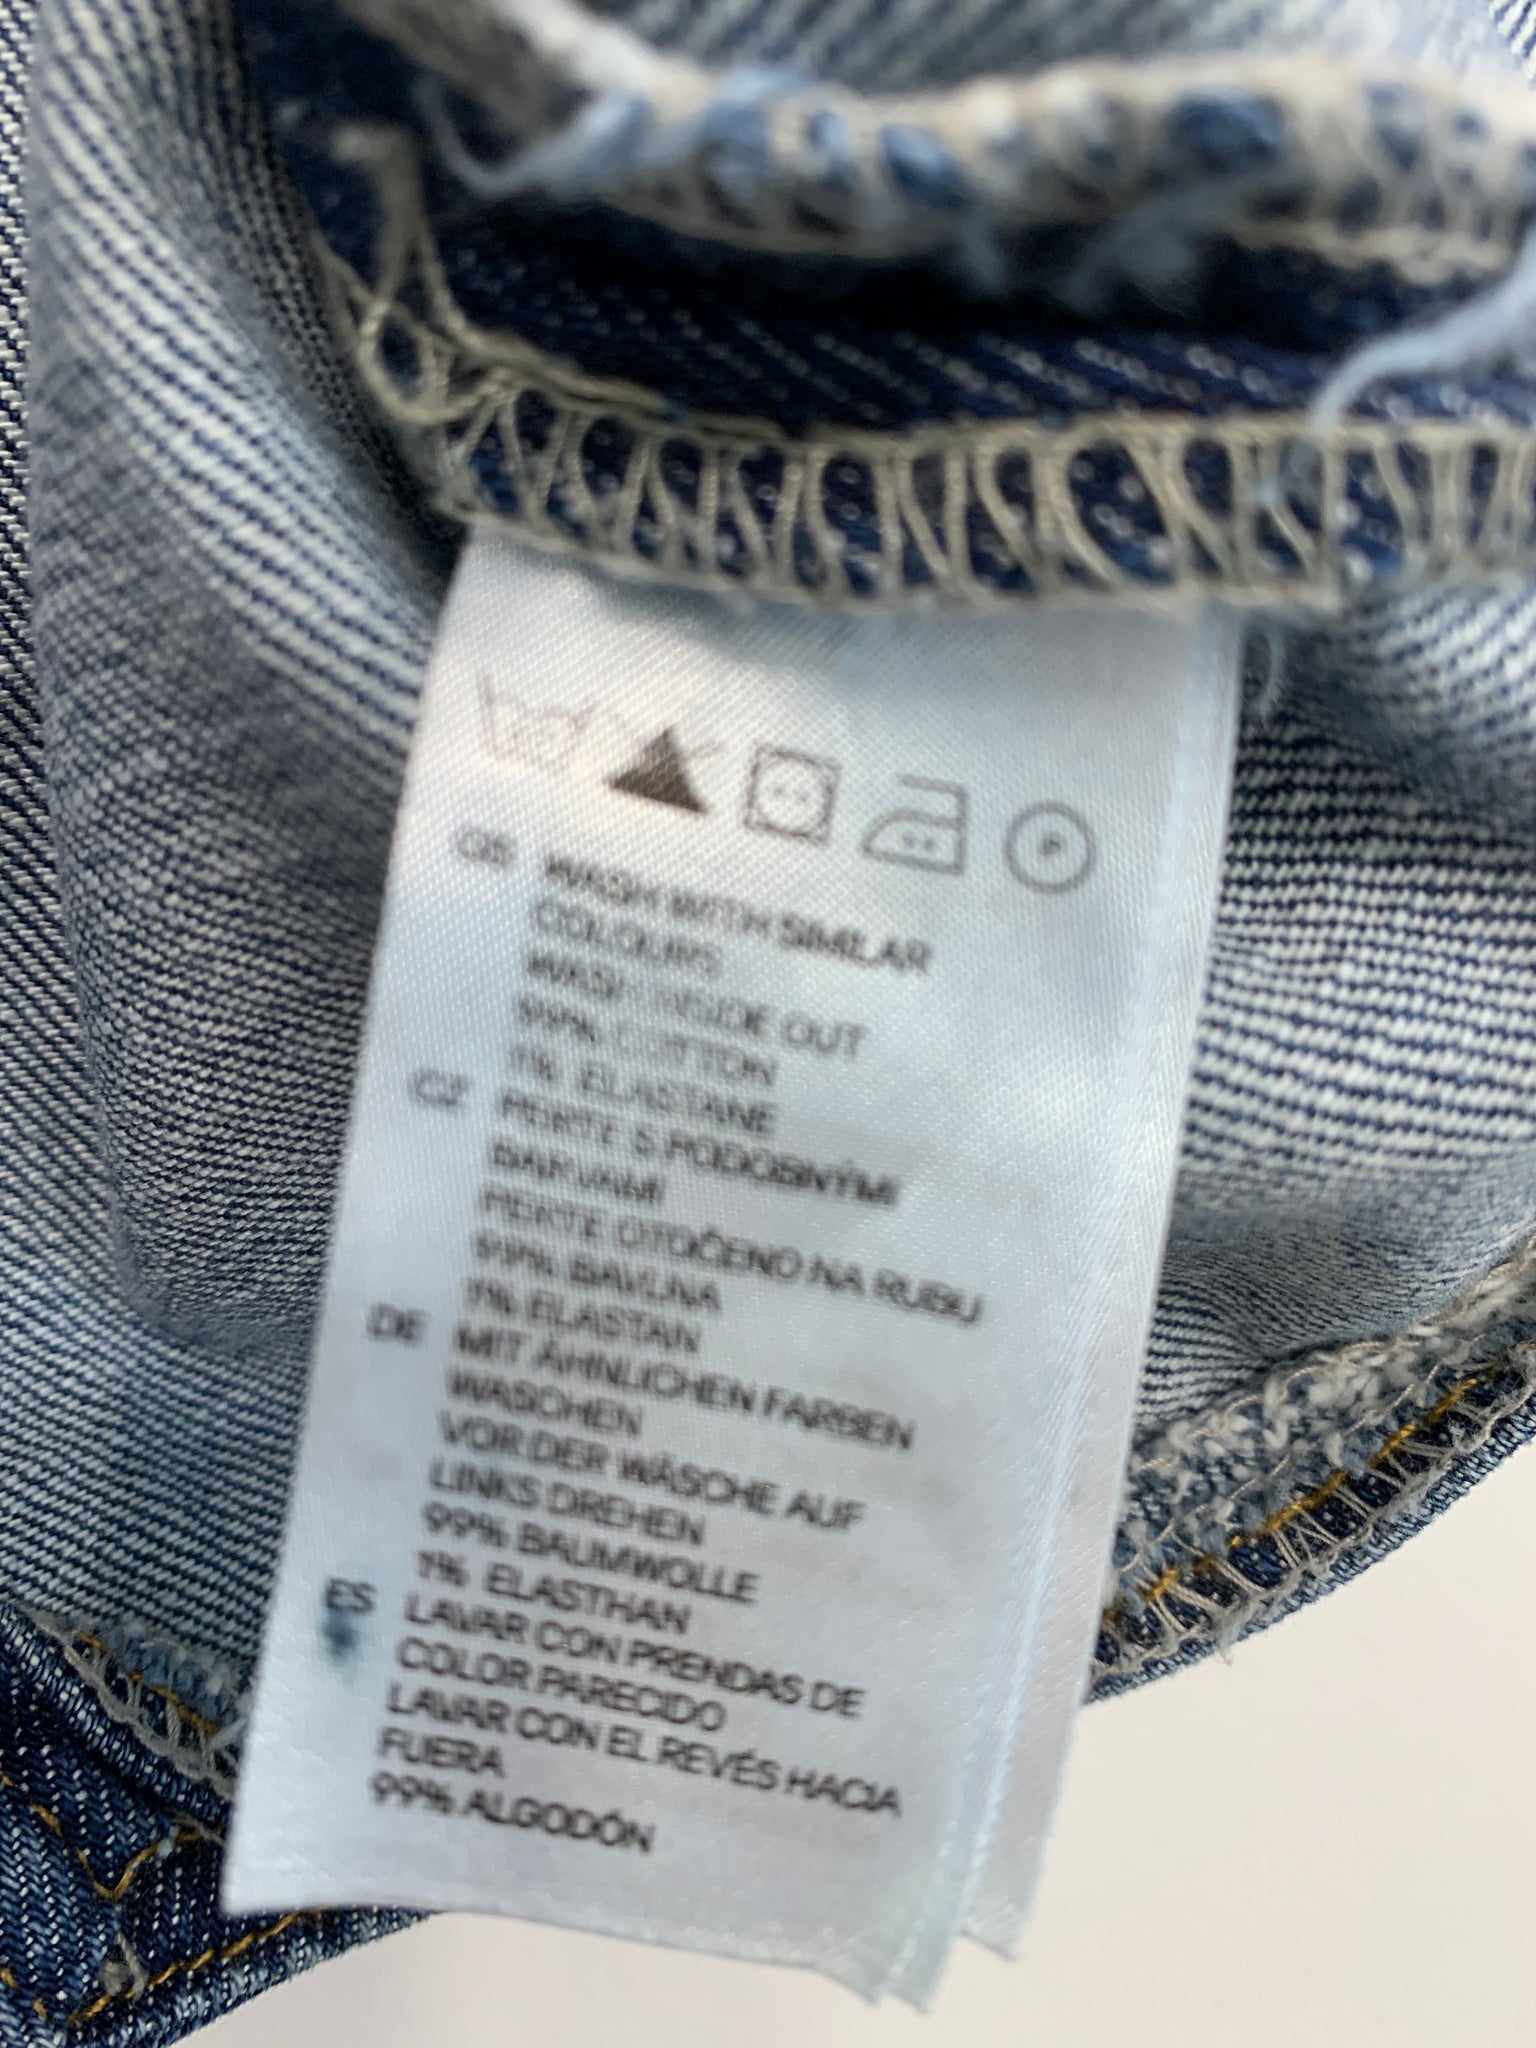 P
GB WASH WITH SIMILAR
COLOURS
WASH INSIDE OUT
99% COTTON
1% ELASTANE
CZ PERTE S PODOBNÝMI
BARVAMI
PERTE OTOČENO NA RUBU
99% BAVLNA
1% ELASTAN
DE MIT ÄHNLICHEN FARBEN
WASCHEN
VOR DER WÄSCHE AUF
LINKS DREHEN
99% BAUMWOLLE
1% ELASTHAN
ES LAVAR CON PRENDAS DE
COLOR PARECIDO
LAVAR CON EL REVÉS HACIA
FUERA
99% ALGODÓN